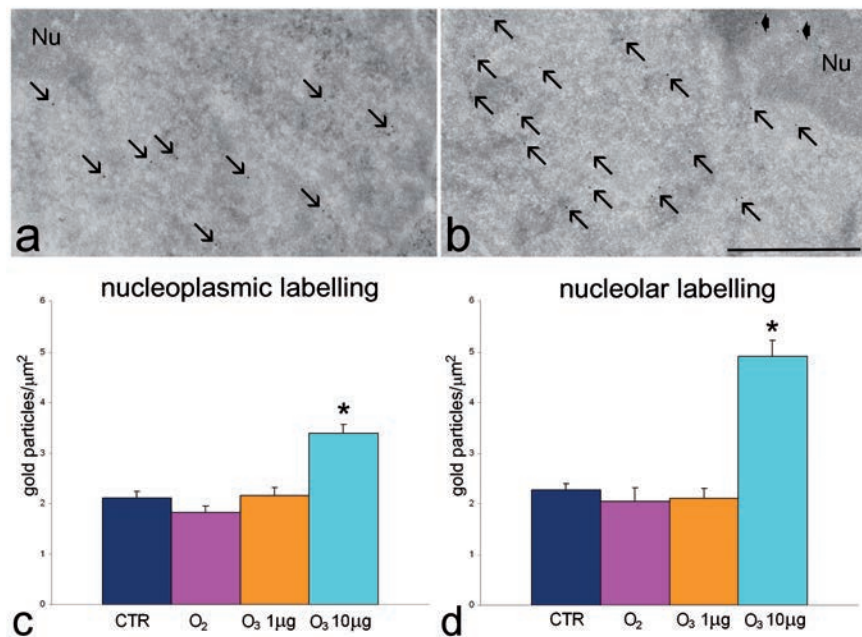 Nu
a
Nu
b
nucleoplasmic labelling
gold particles/μm²
6
5
4
3
2
1
0
*
CTR O₂ O₃ 1μg O₃ 10μg
c
nucleolar labelling
gold particles/μm²
6
5
4
3
2
1
0
*
CTR O₂ O₃ 1μg O₃ 10μg
d